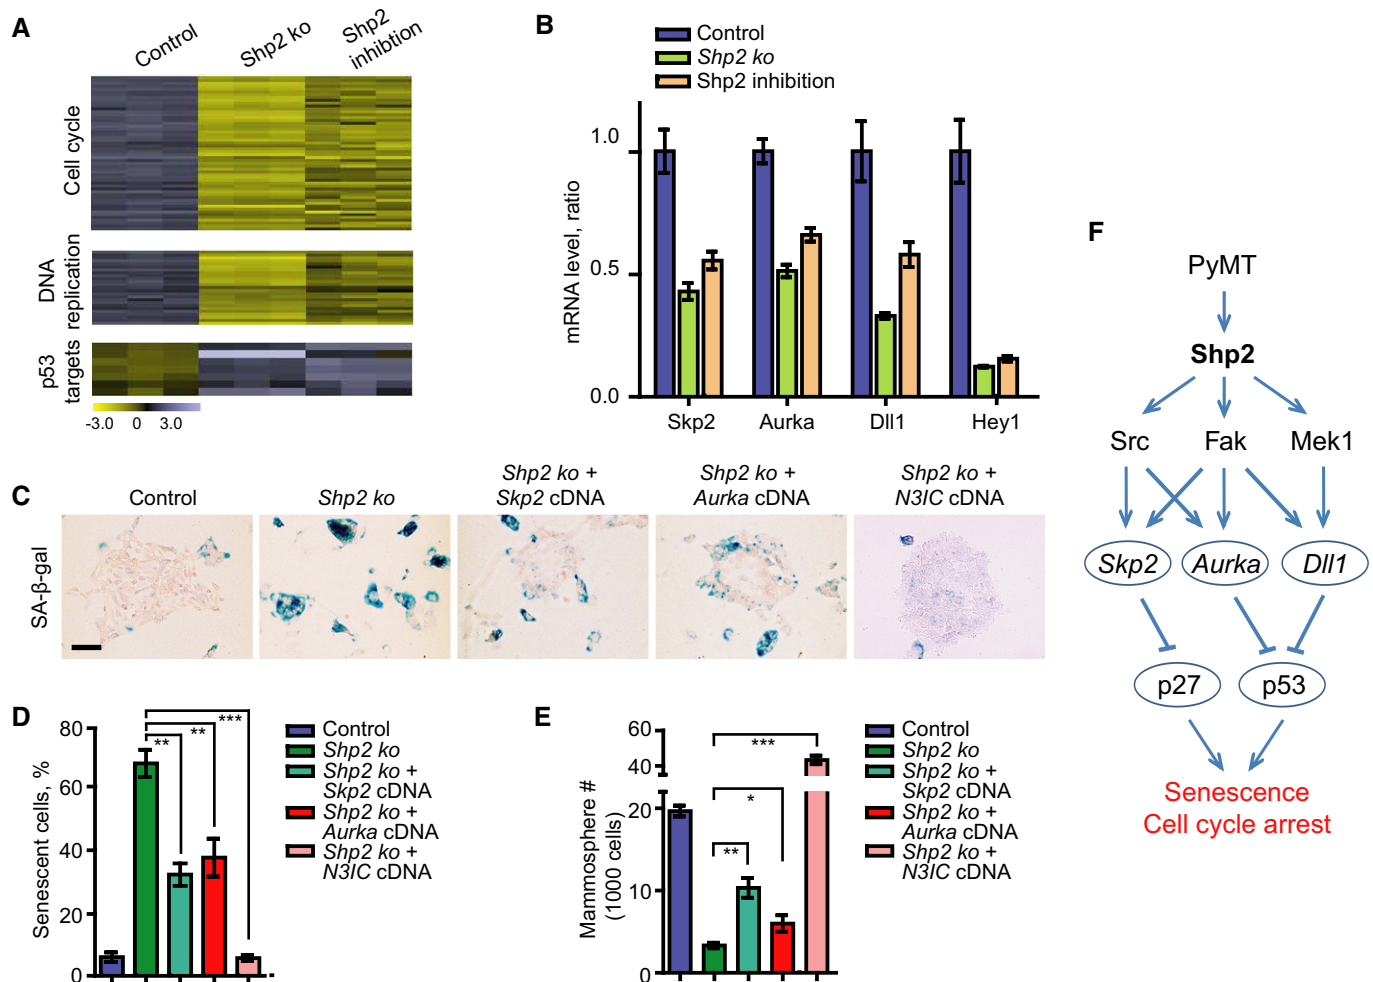 A
Control
Shp2 ko
Shp2
inhibtion
Cell cycle
DNA
replication
p53
targets
-3.0 0 3.0
B
Control
Shp2 ko
Shp2 inhibition
mRNA level, ratio
1.0
0.5
0.0
Skp2 Aurka Dll1 Hey1
C
Control
Shp2 ko
Shp2 ko +
Skp2 cDNA
Shp2 ko +
Aurka cDNA
Shp2 ko +
N3IC cDNA
SA-β-gal
D
Senescent cells, %
80
60
40
20
0
** ** ***
Control
Shp2 ko
Shp2 ko +
Skp2 cDNA
Shp2 ko +
Aurka cDNA
Shp2 ko +
N3IC cDNA
E
Mammosphere #
(1000 cells)
60
40
20
10
0
***
*
**
Control
Shp2 ko
Shp2 ko +
Skp2 cDNA
Shp2 ko +
Aurka cDNA
Shp2 ko +
N3IC cDNA
F
PyMT
Shp2
Src Fak Mek1
Skp2 Aurka Dll1
p27 p53
Senescence
Cell cycle arrest